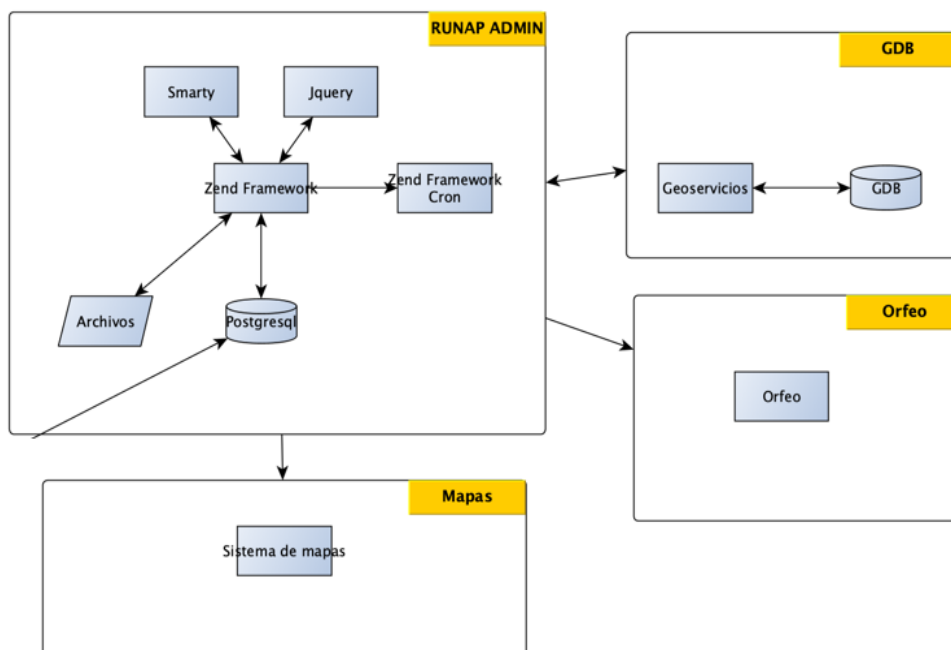 RUNAP ADMIN
Smarty
Jquery
Zend Framework
Zend Framework
Cron
Archivos
Postgresql
GDB
Geoservicios
GDB
Orfeo
Orfeo
Mapas
Sistema de mapas